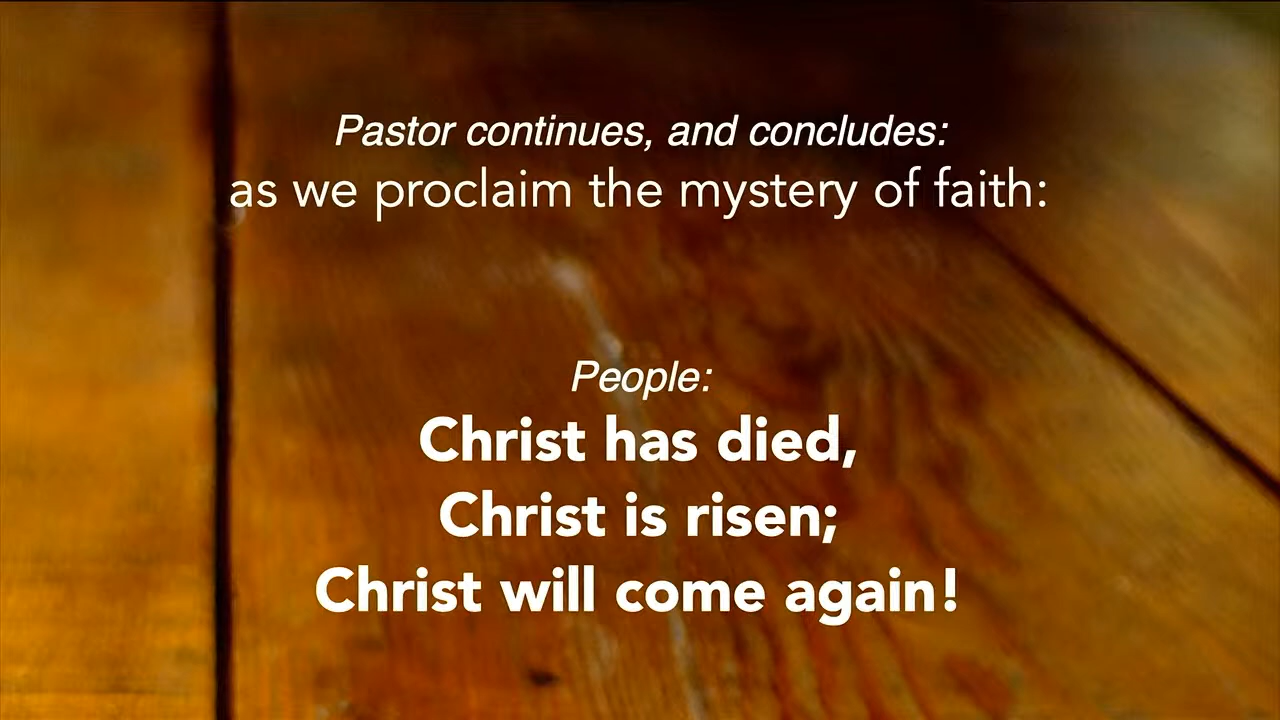 Pastor continues, and concludes:
as we proclaim the mystery of faith:
People:
Christ has died,
Christ is risen;
Christ will come again!